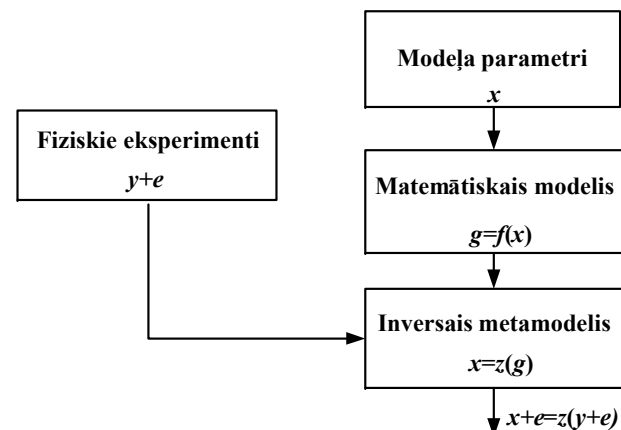 Modeļa parametri
x
Fiziskie eksperimenti
y+e
Matemātiskais modelis
g=f(x)
Inversais metamodelis
x=z(g)
x+e=z(y+e)